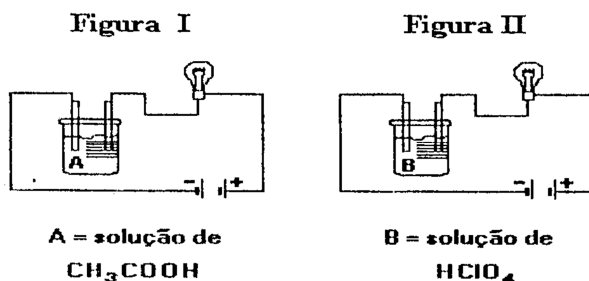 Figura I
Figura II
A
- +
B
- +
A = solução de
CH₃COOH
B = solução de
HClO₄